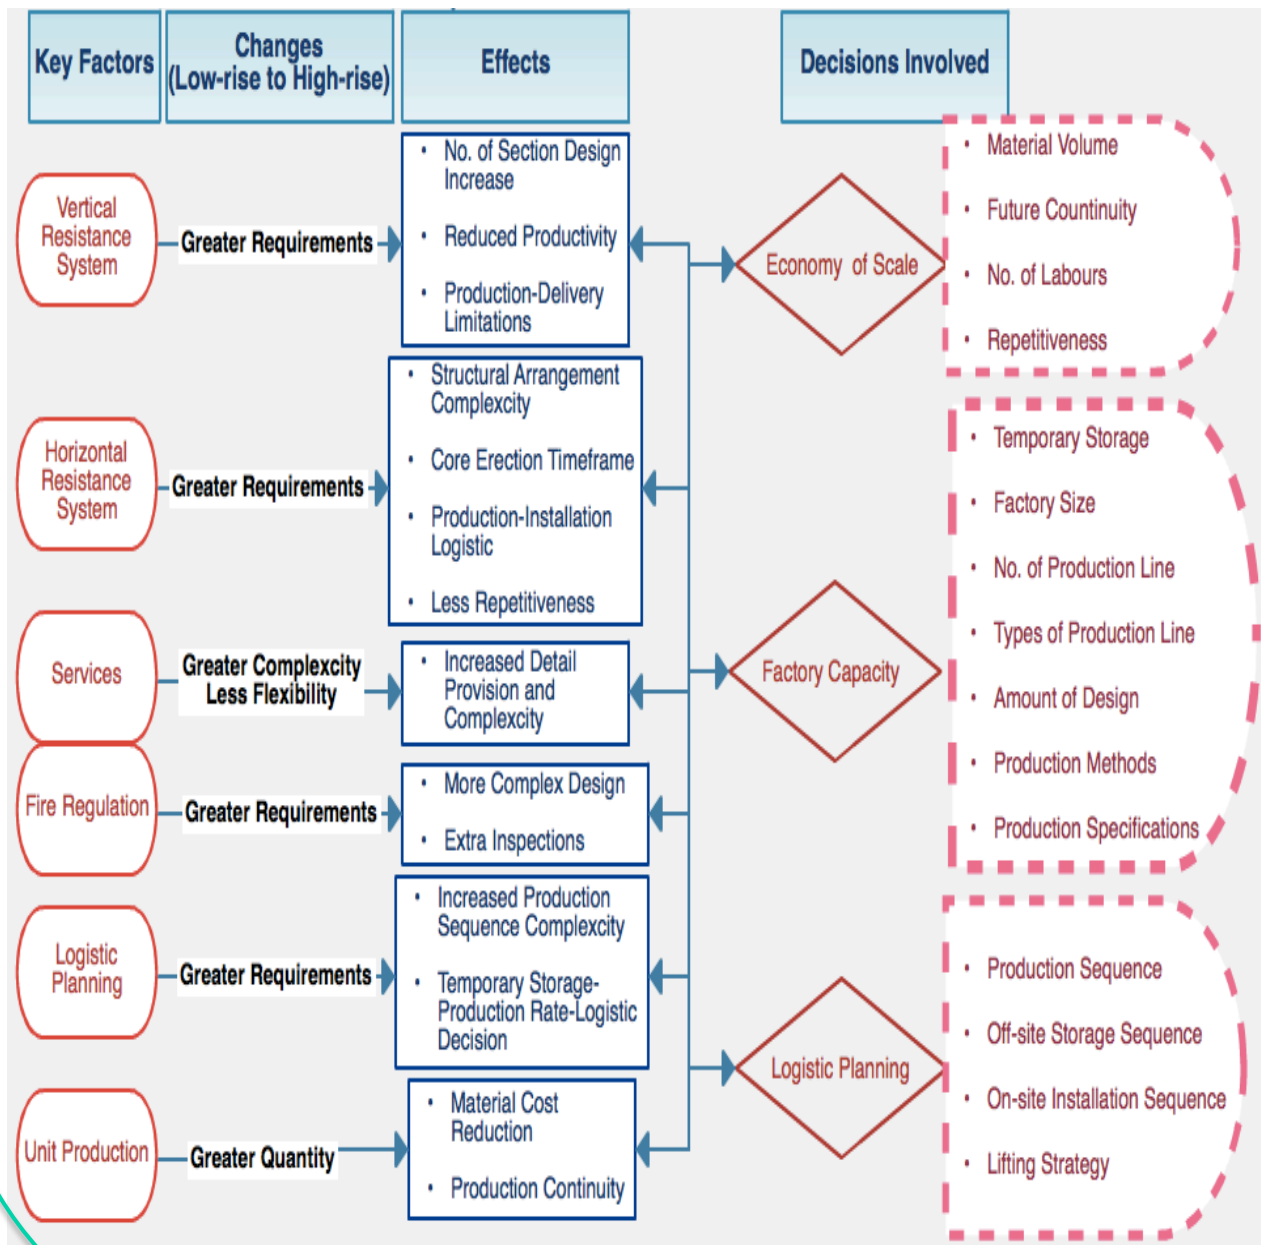 Key Factors
Changes
(Low-rise to High-rise)
Effects
Decisions Involved
Vertical
Resistance
System
Greater Requirements
• No. of Section Design
Increase
• Reduced Productivity
• Production-Delivery
Limitations
Economy of Scale
• Material Volume
• Future Countinuity
• No. of Labours
• Repetitiveness
Horizontal
Resistance
System
Greater Requirements
• Structural Arrangement
Complexcity
• Core Erection Timeframe
• Production-Installation
Logistic
• Less Repetitiveness
Services
Greater Complexcity
Less Flexibility
• Increased Detail
Provision and
Complexcity
Factory Capacity
• Temporary Storage
• Factory Size
• No. of Production Line
• Types of Production Line
• Amount of Design
• Production Methods
• Production Specifications
Fire Regulation
Greater Requirements
• More Complex Design
• Extra Inspections
Logistic
Planning
Greater Requirements
• Increased Production
Sequence Complexcity
• Temporary Storage-
Production Rate-Logistic
Decision
Logistic Planning
• Production Sequence
• Off-site Storage Sequence
• On-site Installation Sequence
• Lifting Strategy
Unit Production
Greater Quantity
• Material Cost
Reduction
• Production Continuity